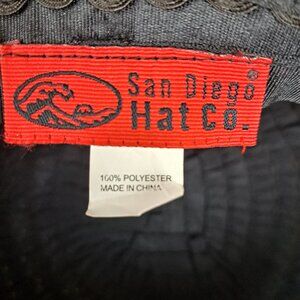 San Diego®
Hat Co.
100% POLYESTER
MADE IN CHINA